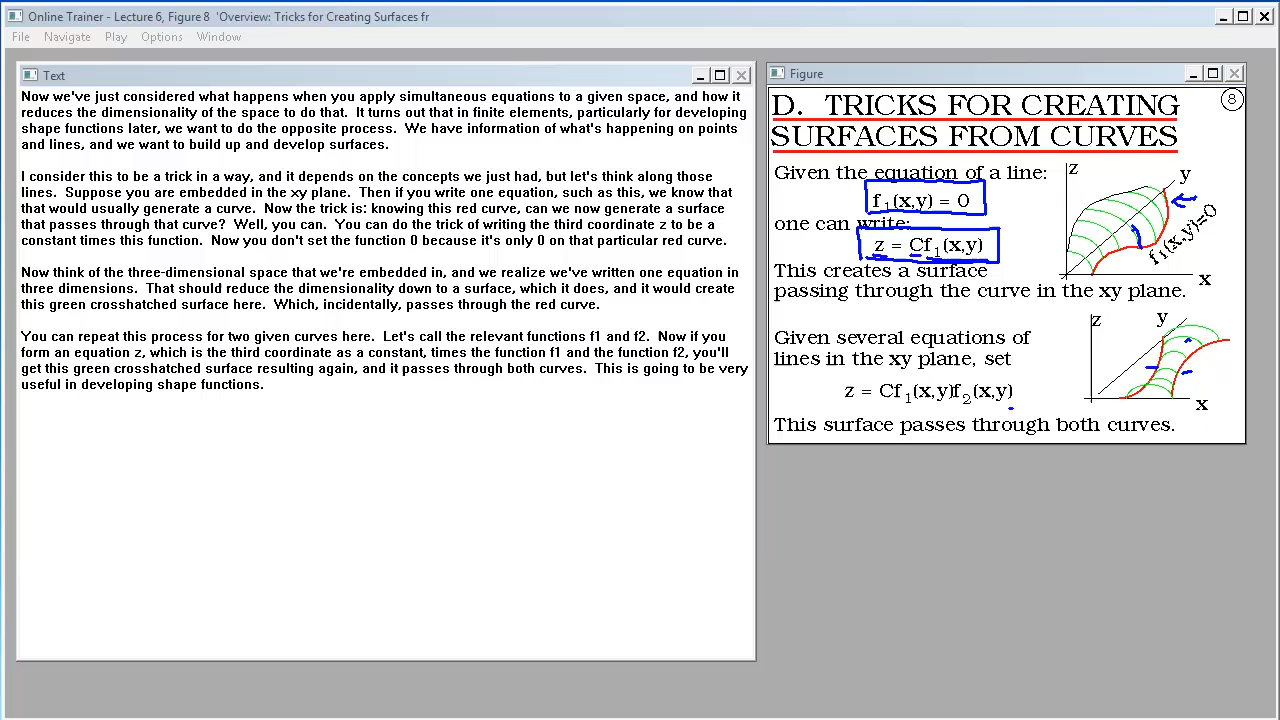 Online Trainer - Lecture 6, Figure 8 'Overview: Tricks for Creating Surfaces fr
File Navigate Play Options Window
Text
Now we've just considered what happens when you apply simultaneous equations to a given space, and how it
reduces the dimensionality of the space to do that. It turns out that in finite elements, particularly for developing
shape functions later, we want to do the opposite process. We have information of what's happening on points
and lines, and we want to build up and develop surfaces.
I consider this to be a trick in a way, and it depends on the concepts we just had, but let's think along those
lines. Suppose you are embedded in the xy plane. Then if you write one equation, such as this, we know that
that would usually generate a curve. Now the trick is: knowing this red curve, can we now generate a surface
that passes through that curve? Well, you can. You can do the trick of writing the third coordinate z to be a
constant times this function. Now you don't set the function 0 because it's only 0 on that particular red curve.
Now think of the three-dimensional space that we're embedded in, and we realize we've written one equation in
three dimensions. That should reduce the dimensionality down to a surface, which it does, and it would create
this green crosshatched surface here. Which, incidentally, passes through the red curve.
You can repeat this process for two given curves here. Let's call the relevant functions f1 and f2. Now if you
form an equation z, which is the third coordinate as a constant, times the function f1 and the function f2, you'll
get this green crosshatched surface resulting again, and it passes through both curves. This is going to be very
useful in developing shape functions.
Figure
D. TRICKS FOR CREATING
SURFACES FROM CURVES
8
Given the equation of a line:
f₁(x,y) = 0
one can write:
z = Cf₁(x,y)
This creates a surface
passing through the curve in the xy plane.
z
y
f₁(x,y)=0
x
Given several equations of
lines in the xy plane, set
z = Cf₁(x,y)f₂(x,y)
This surface passes through both curves.
z
y
x